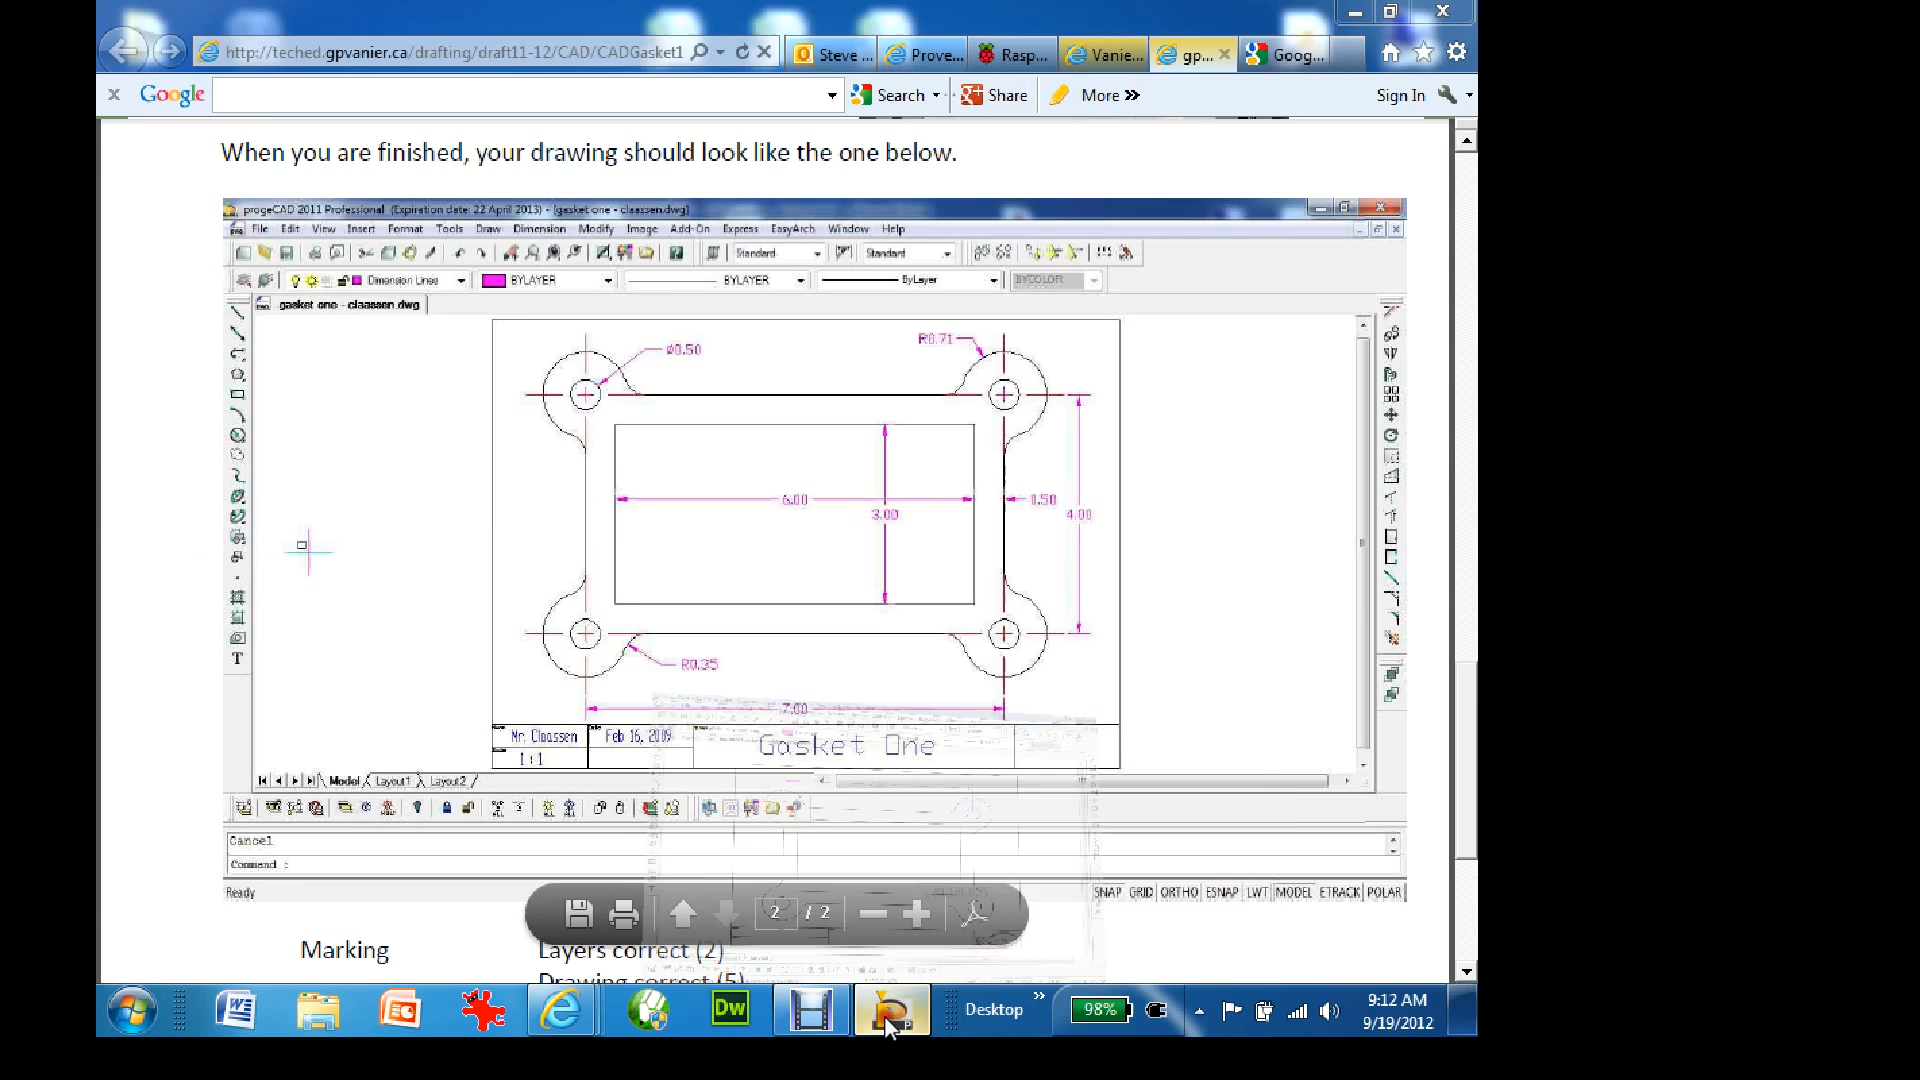 http://teched.gpvanier.ca/drafting/draft11-12/CAD/CADGasket1
Steve ...
Prove...
Rasp...
Vanie...
gp...
Goog...
Google
Search
Share
More
Sign In
When you are finished, your drawing should look like the one below.
progeCAD 2011 Professional (Expiration date: 22 April 2013) - [gasket one - claassen.dwg]
File Edit View Insert Format Tools Draw Dimension Modify Image Add-On Express EasyArch Window Help
Standard
Standard
Dimension Lines
BYLAYER
BYLAYER
ByLayer
BYCOLOR
gasket one - claassen.dwg
Ø0.50
R0.71
6.00
0.50
3.00
4.00
R0.35
7.00
Mr. Claassen
Feb 16, 2009
Gasket One
1:1
Model Layout1 Layout2
Cancel
Command :
Ready
SNAP GRID ORTHO ESNAP LWT MODEL ETRACK POLAR
2 / 2
Marking
Layers correct (2)
Drawing correct (5)
Dw
Desktop
98%
9:12 AM
9/19/2012